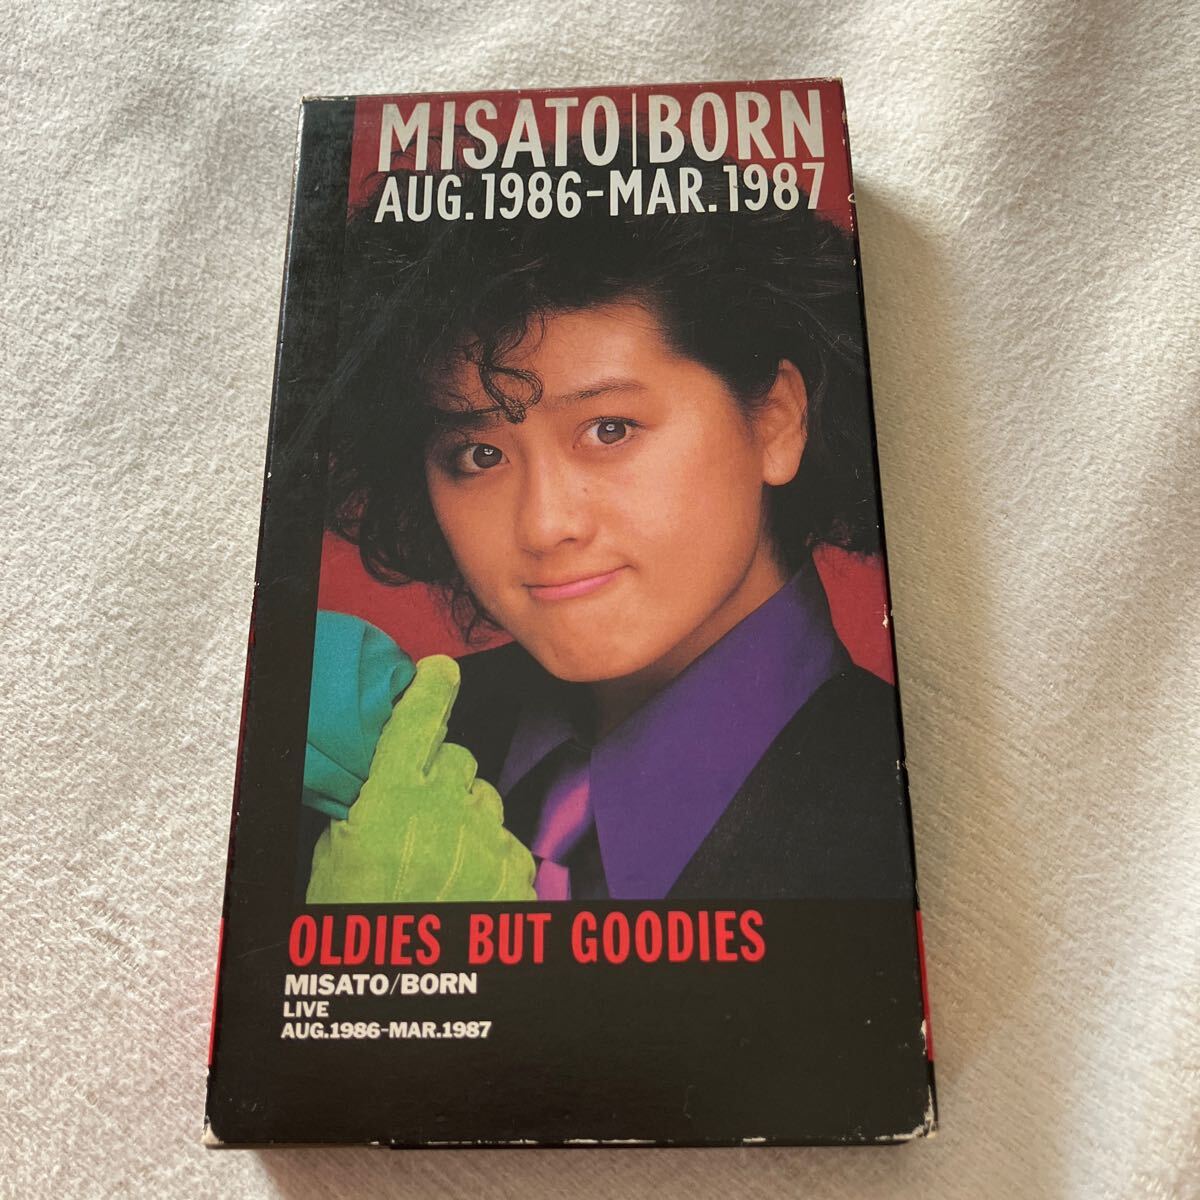 MISATO|BORN
AUG.1986-MAR.1987
OLDIES BUT GOODIES
MISATO/BORN
LIVE
AUG.1986-MAR.1987